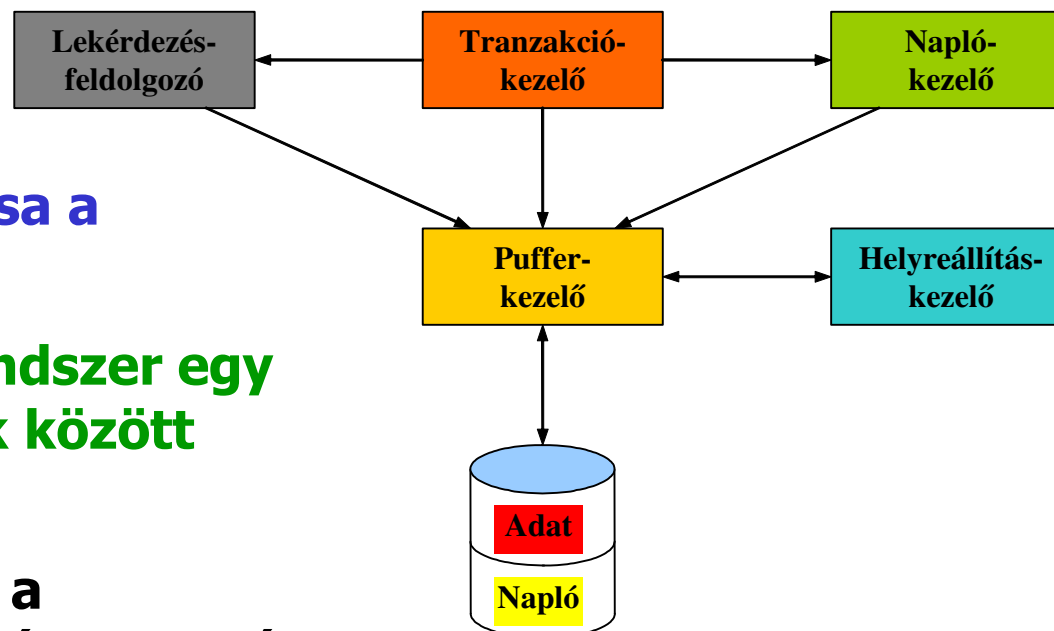 Lekérdezés-
feldolgozó
Tranzakció-
kezelő
Napló-
kezelő
sa a
Puffer-
kezelő
Helyreállítás-
kezelő
ndszer egy
k között
Adat
Napló
a